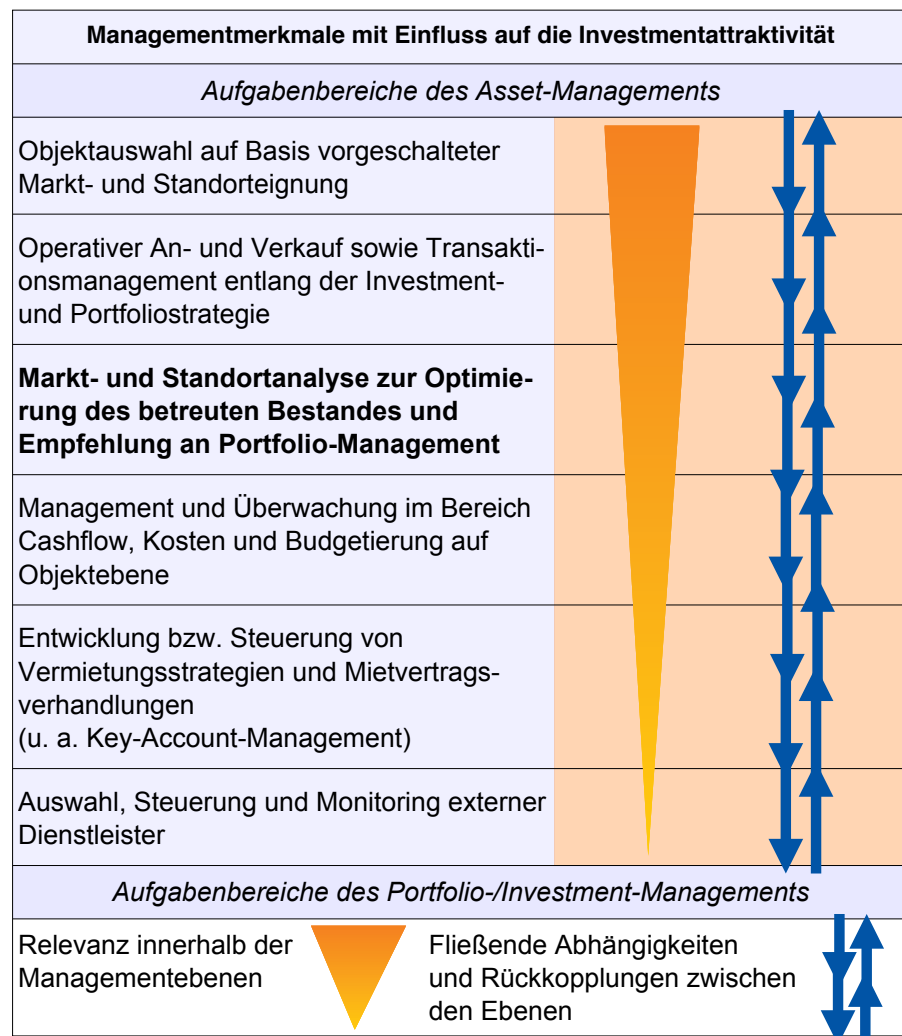 Managementmerkmale mit Einfluss auf die Investmentattraktivität
Aufgabenbereiche des Asset-Managements
Objektauswahl auf Basis vorgeschalteter
Markt- und Standorteignung
Operativer An- und Verkauf sowie Transakti-
onsmanagement entlang der Investment-
und Portfoliostrategie
Markt- und Standortanalyse zur Optimie-
rung des betreuten Bestandes und
Empfehlung an Portfolio-Management
Management und Überwachung im Bereich
Cashflow, Kosten und Budgetierung auf
Objektebene
Entwicklung bzw. Steuerung von
Vermietungsstrategien und Mietvertrags-
verhandlungen
(u. a. Key-Account-Management)
Auswahl, Steuerung und Monitoring externer
Dienstleister
Aufgabenbereiche des Portfolio-/Investment-Managements
Relevanz innerhalb der
Managementebenen
Fließende Abhängigkeiten
und Rückkopplungen zwischen
den Ebenen